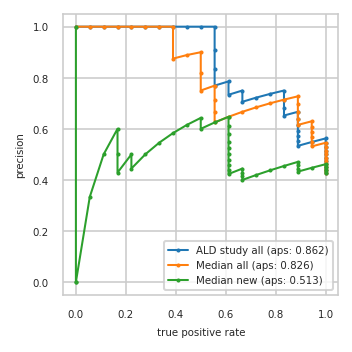 1.0
0.8
0.6
0.4
0.2
0.0
precision
ALD study all (aps: 0.862)
Median all (aps: 0.826)
Median new (aps: 0.513)
0.0 0.2 0.4 0.6 0.8 1.0
true positive rate